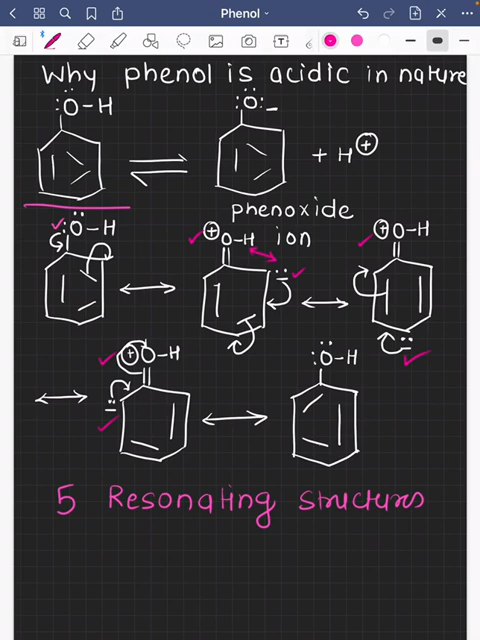 Phenol
Why phenol is acidic in nature
:Ö-H
:Ö:-
+ H⊕
phenoxide
ion
:Ö-H
⊕O-H
⊕O-H
⊕O-H
:Ö-H
5 Resonating structures